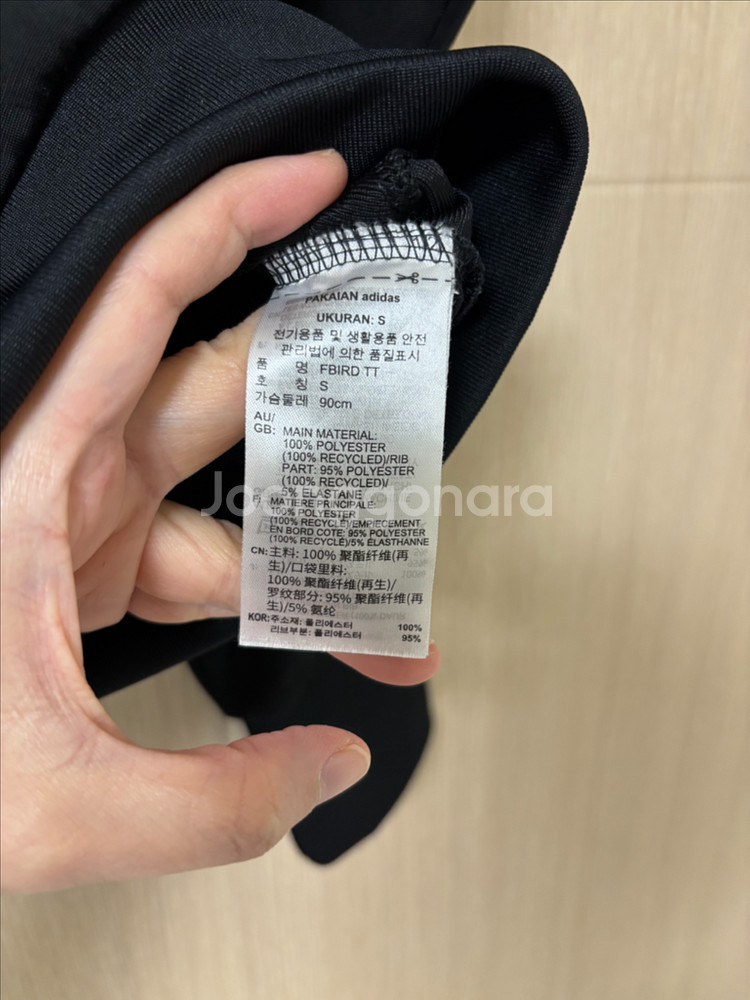 PAKAIAN adidas
UKURAN: S
전기용품 및 생활용품 안전
관리법에 의한 품질표시
품 명 FBIRD TT
호 칭 S
가슴둘레 90cm
AU/
GB: MAIN MATERIAL:
100% POLYESTER
(100% RECYCLED)/RIB
PART: 95% POLYESTER
(100% RECYCLED)/
5% ELASTANE
MATIERE PRINCIPALE:
100% POLYESTER
(100% RECYCLE)/EMPIECEMENT
EN BORD COTE: 95% POLYESTER
(100% RECYCLE)/5% ELASTHANNE
CN: 主料: 100% 聚酯纤维(再
生)/口袋里料:
100% 聚酯纤维(再生)/
罗纹部分: 95% 聚酯纤维(再
生)/5% 氨纶
KOR: 주소재: 폴리에스터 100%
리브부분: 폴리에스터 95%
Joonggonara